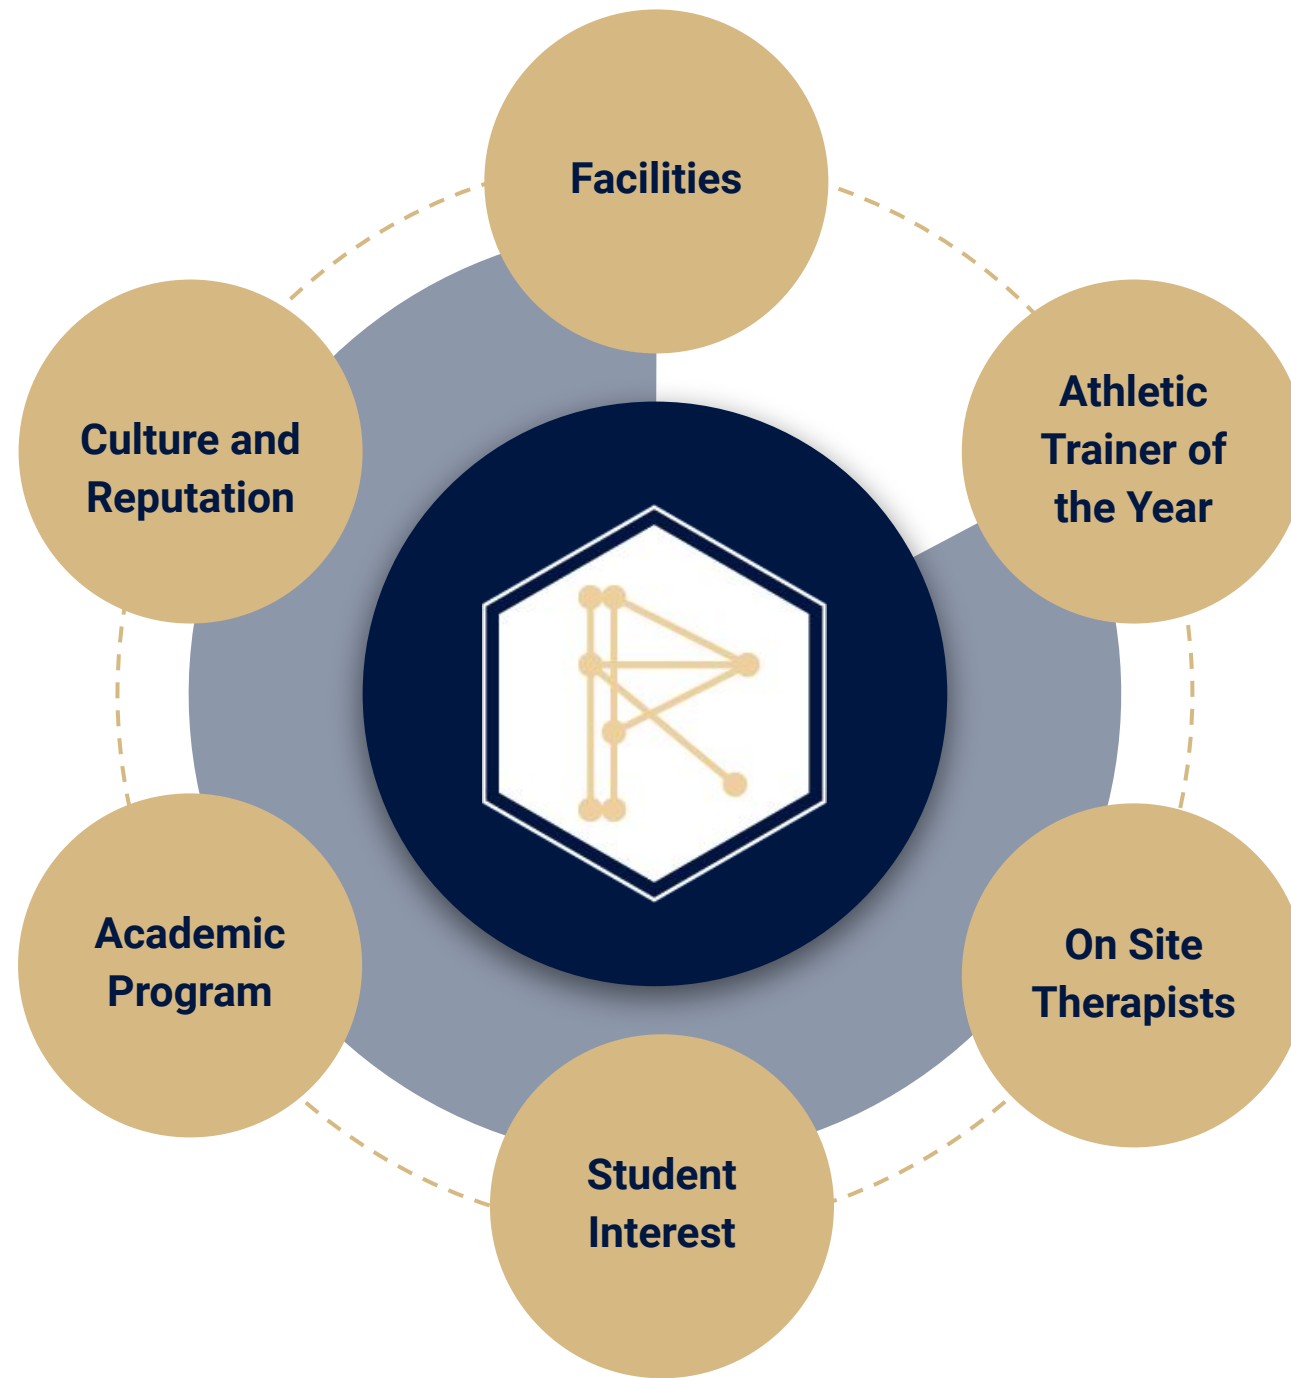 Facilities
Athletic
Trainer of
the Year
Culture and
Reputation
Academic
Program
On Site
Therapists
Student
Interest